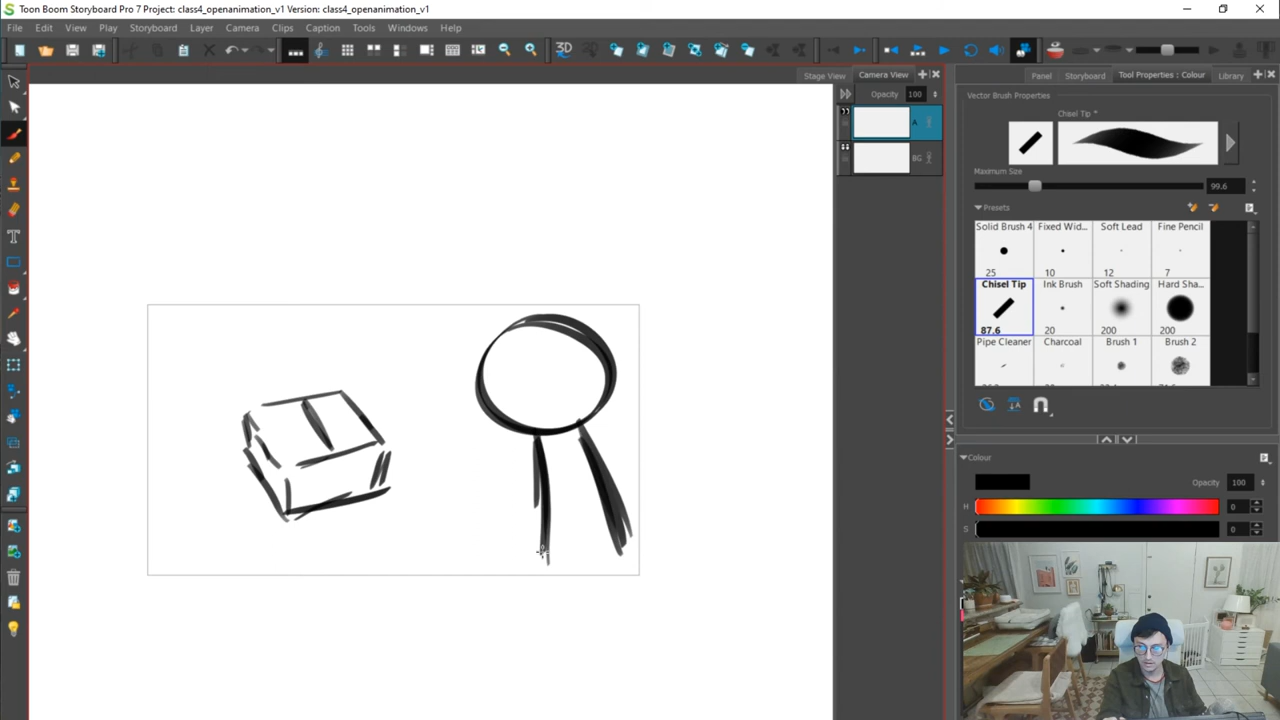 Toon Boom Storyboard Pro 7 Project: class4_openanimation_v1 Version: class4_openanimation_v1
File Edit View Play Storyboard Layer Camera Clips Caption Tools Windows Help
3D
Stage View Camera View
Panel Storyboard Tool Properties : Colour Library
Opacity 100
Vector Brush Properties
Chisel Tip *
A
BG
Maximum Size
99.6
Presets
Solid Brush 4 Fixed Wid... Soft Lead Fine Pencil
25 10 12 7
Chisel Tip Ink Brush Soft Shading Hard Sha...
87.6 20 200 200
Pipe Cleaner Charcoal Brush 1 Brush 2
Colour
Opacity 100
H 0
S 0